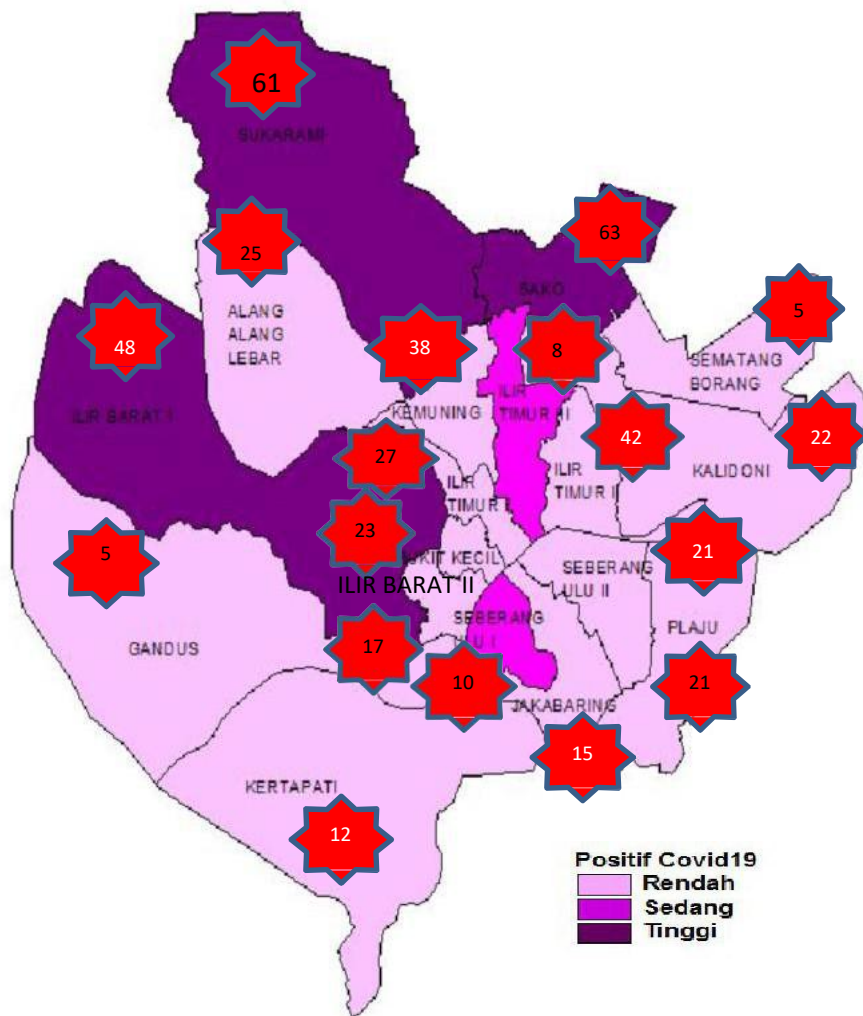 61
SUKARAMI
63
25
SAKO
5
ALANG
ALANG
LEBAR
48
38
8
SEMATANG
BORANG
ILIR BARAT I
KEMUNING
ILIR
TIMUR III
42
22
27
KALIDONI
ILIR
TIMUR I
ILIR
TIMUR I
23
5
21
UKIT KECIL
SEBERANG
ULU II
ILIR BARAT II
SEBERANG
ULU I
PLAJU
GANDUS
17
10
21
JAKABARING
15
KERTAPATI
12
Positif Covid19
Rendah
Sedang
Tinggi